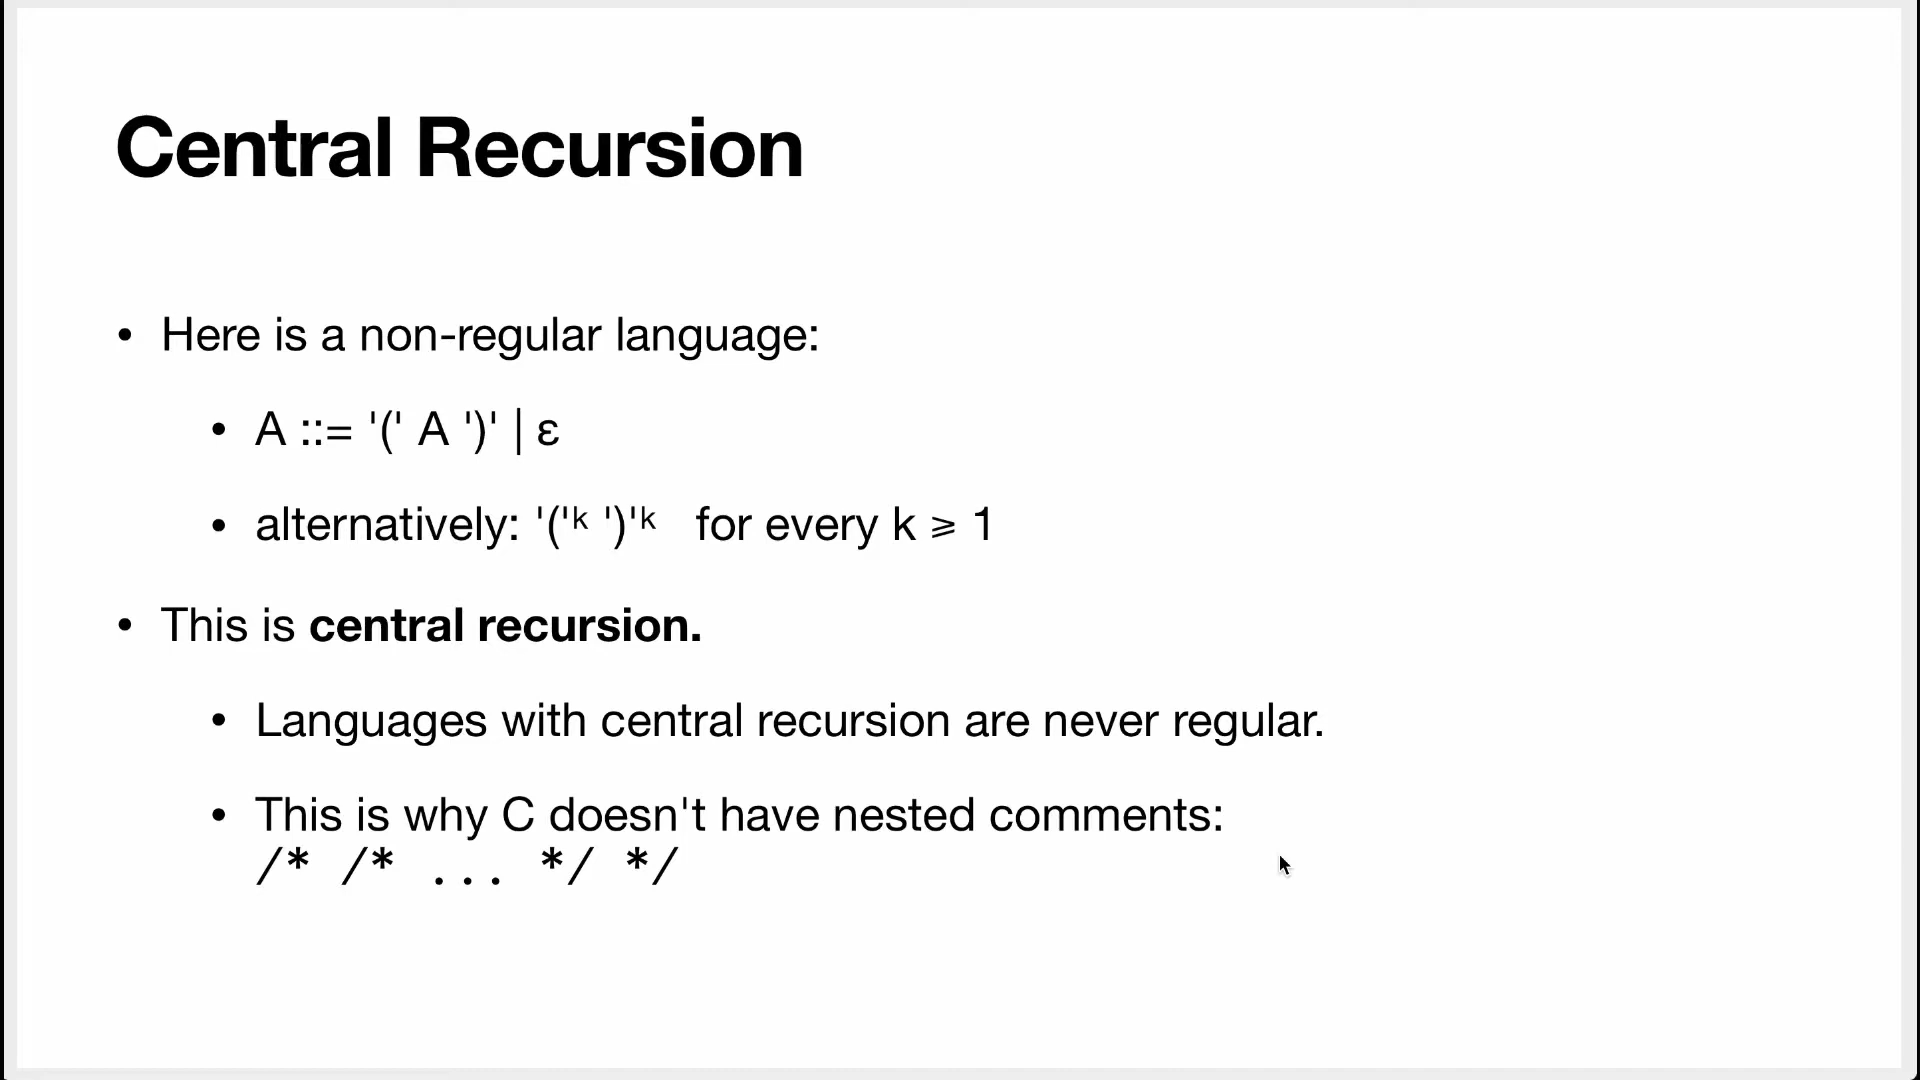 Central Recursion
• Here is a non-regular language:
• A ::= '(' A ')' | ε
• alternatively: '('ᵏ ')'ᵏ for every k ⩾ 1
• This is central recursion.
• Languages with central recursion are never regular.
• This is why C doesn't have nested comments:
/* /* ... */ */